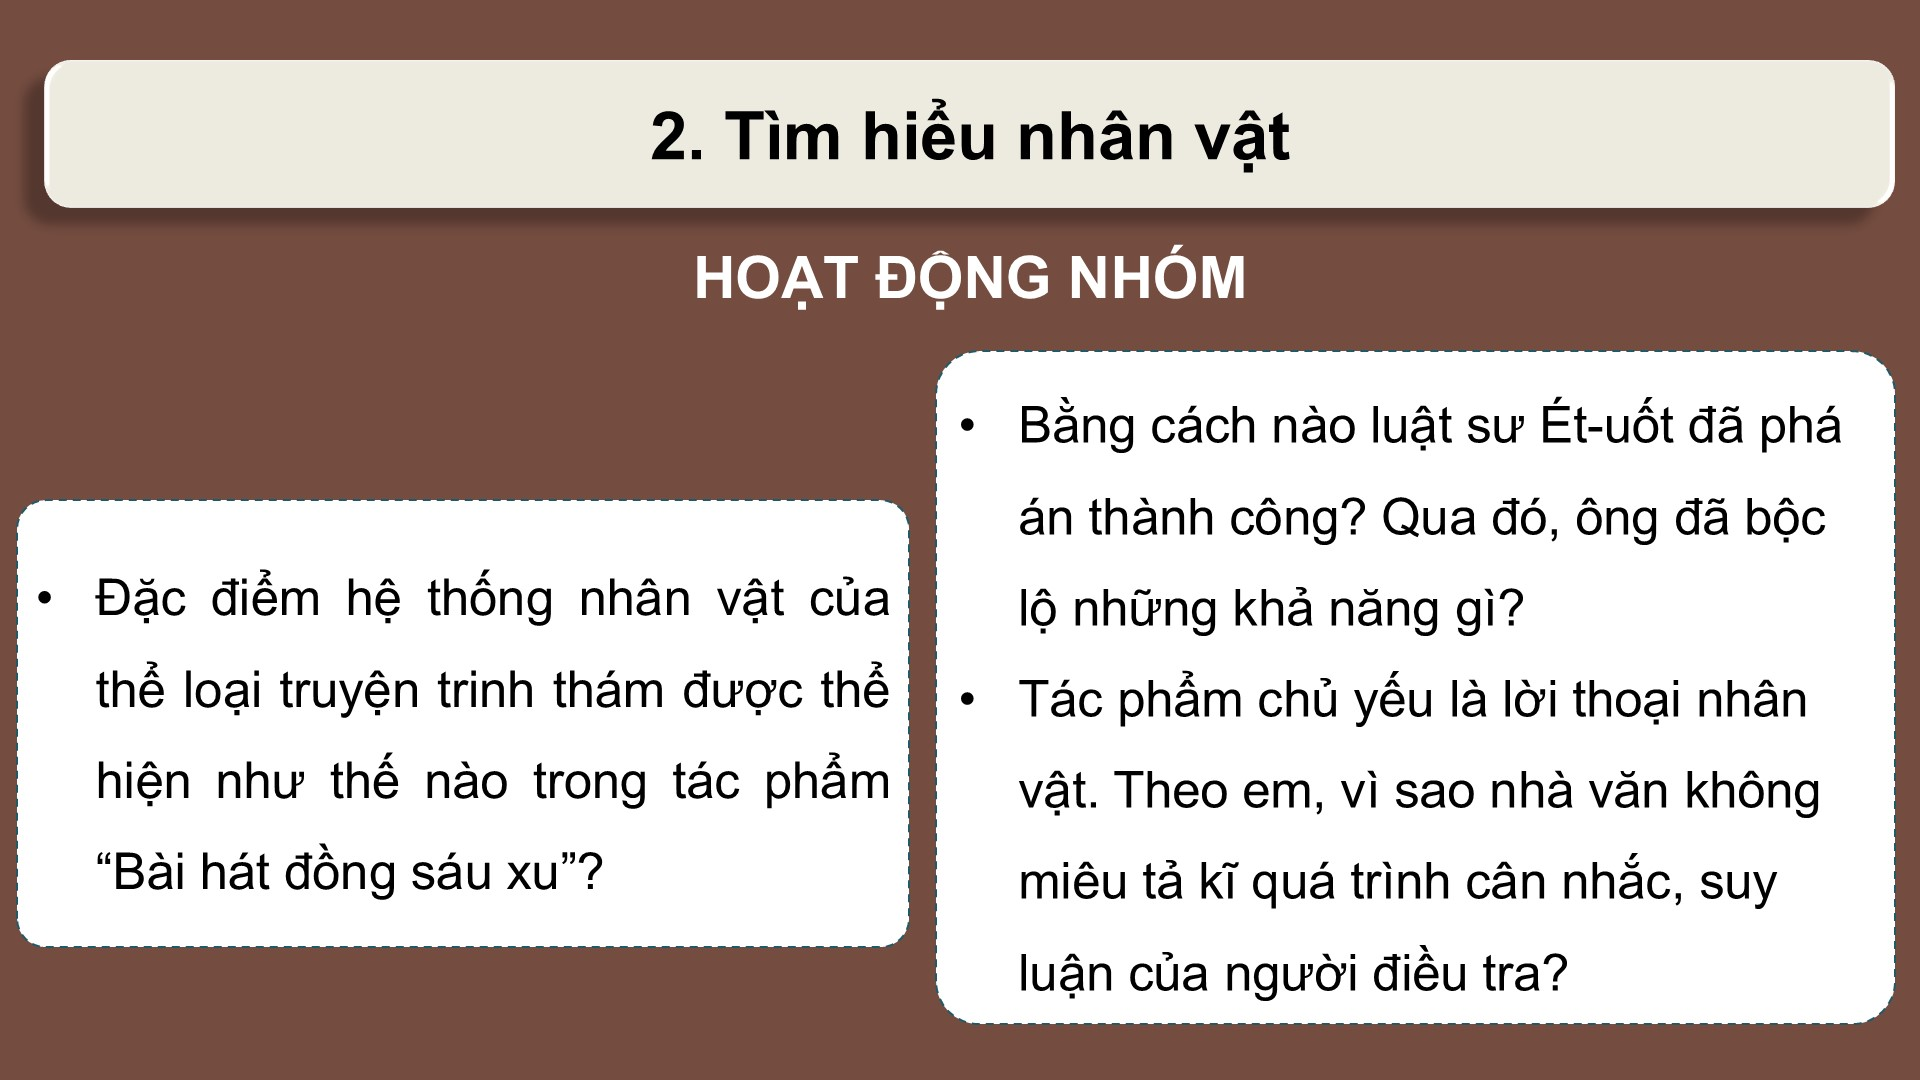 2. Tìm hiểu nhân vật
HOẠT ĐỘNG NHÓM
• Đặc điểm hệ thống nhân vật của
thể loại truyện trinh thám được thể
hiện như thế nào trong tác phẩm
“Bài hát đồng sáu xu”?
• Bằng cách nào luật sư Ét-uốt đã phá
án thành công? Qua đó, ông đã bộc
lộ những khả năng gì?
• Tác phẩm chủ yếu là lời thoại nhân
vật. Theo em, vì sao nhà văn không
miêu tả kĩ quá trình cân nhắc, suy
luận của người điều tra?